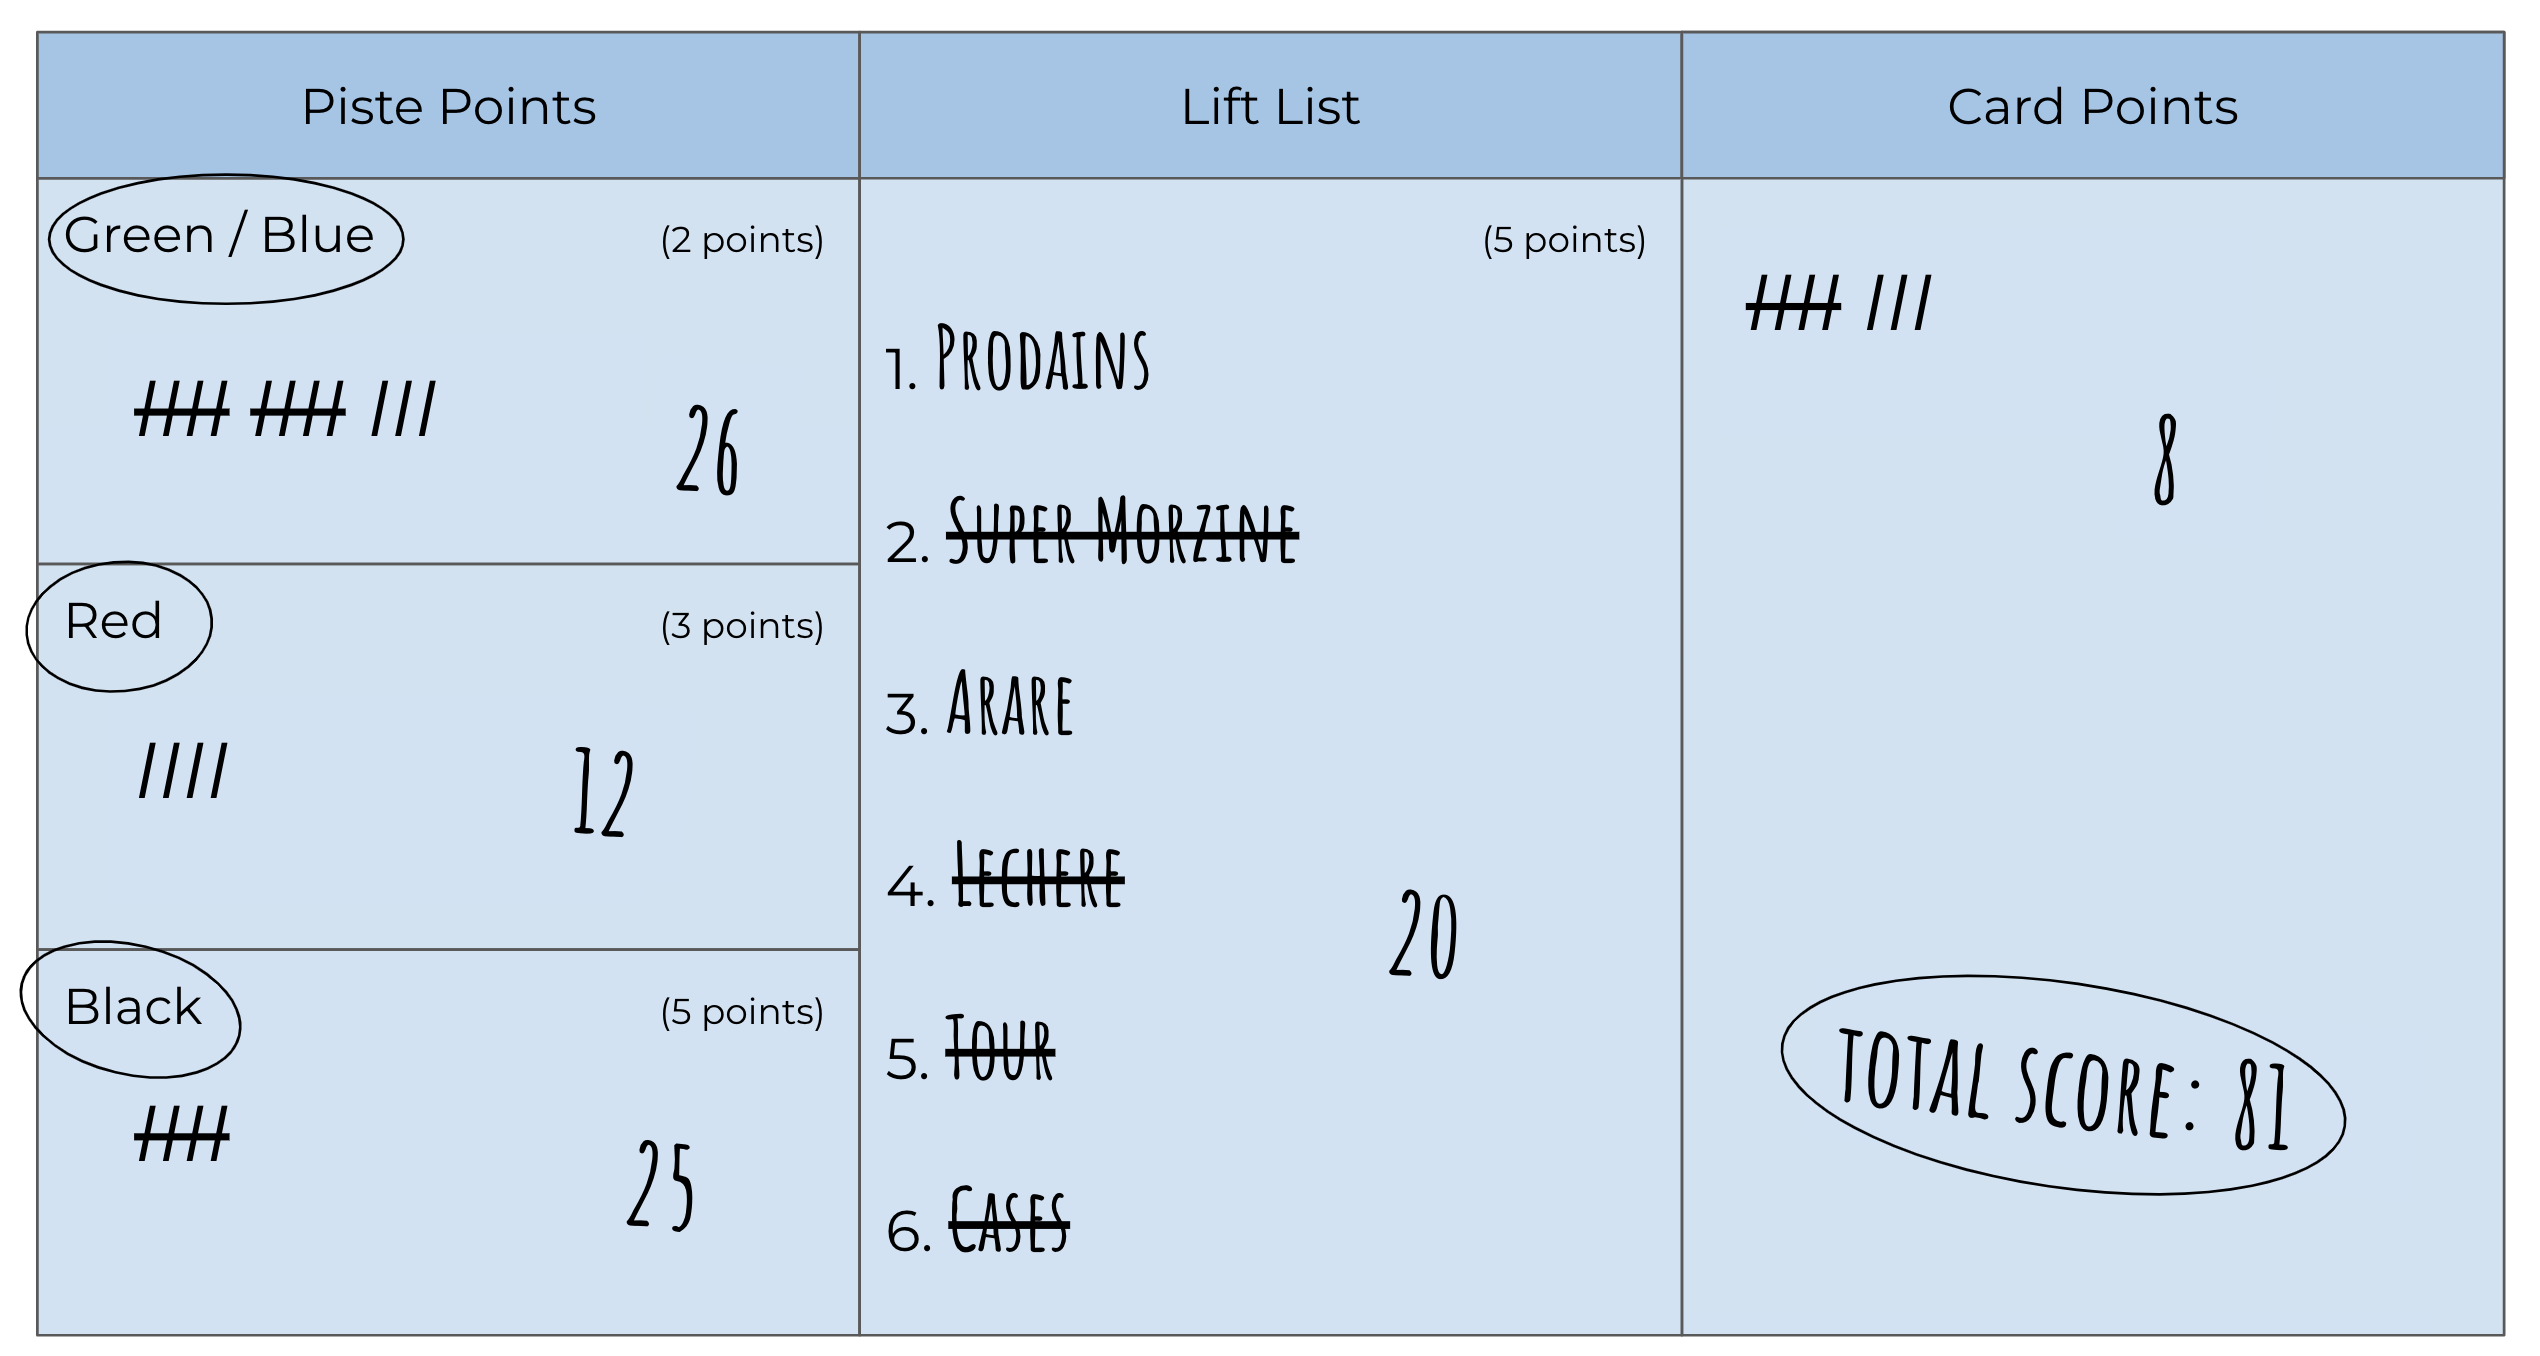 Piste Points
Lift List
Card Points
Green / Blue
(2 points)
26
Red
(3 points)
12
Black
(5 points)
25
(5 points)
1. Prodains
2. Super Morzine
3. Arare
4. Lechere
5. Tour
6. Cases
20
8
TOTAL SCORE: 81